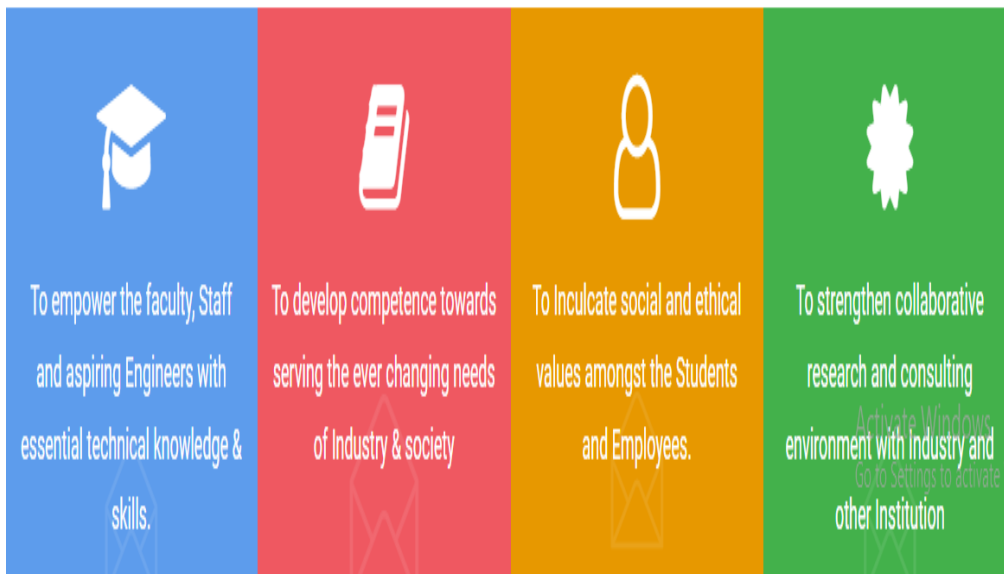 To empower the faculty, Staff
and aspiring Engineers with
essential technical knowledge &
skills.
To develop competence towards
serving the ever changing needs
of Industry & society
To Inculcate social and ethical
values amongst the Students
and Employees.
To strengthen collaborative
research and consulting
environment with Industry and
other Institution
Activate Windows
Go to Settings to activate